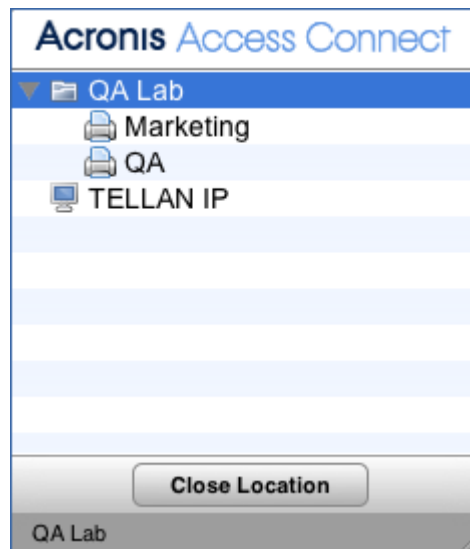 Acronis Access Connect
QA Lab
Marketing
QA
TELLAN IP
Close Location
QA Lab